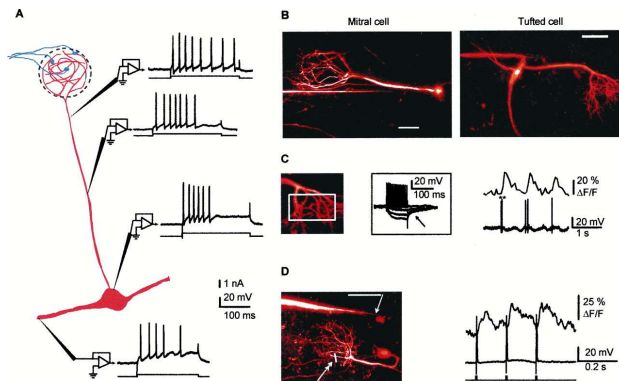 A
1 nA
20 mV
100 ms
B
Mitral cell
Tufted cell
C
20 mV
100 ms
20 %
ΔF/F
**
20 mV
1 s
D
25 %
ΔF/F
20 mV
0.2 s